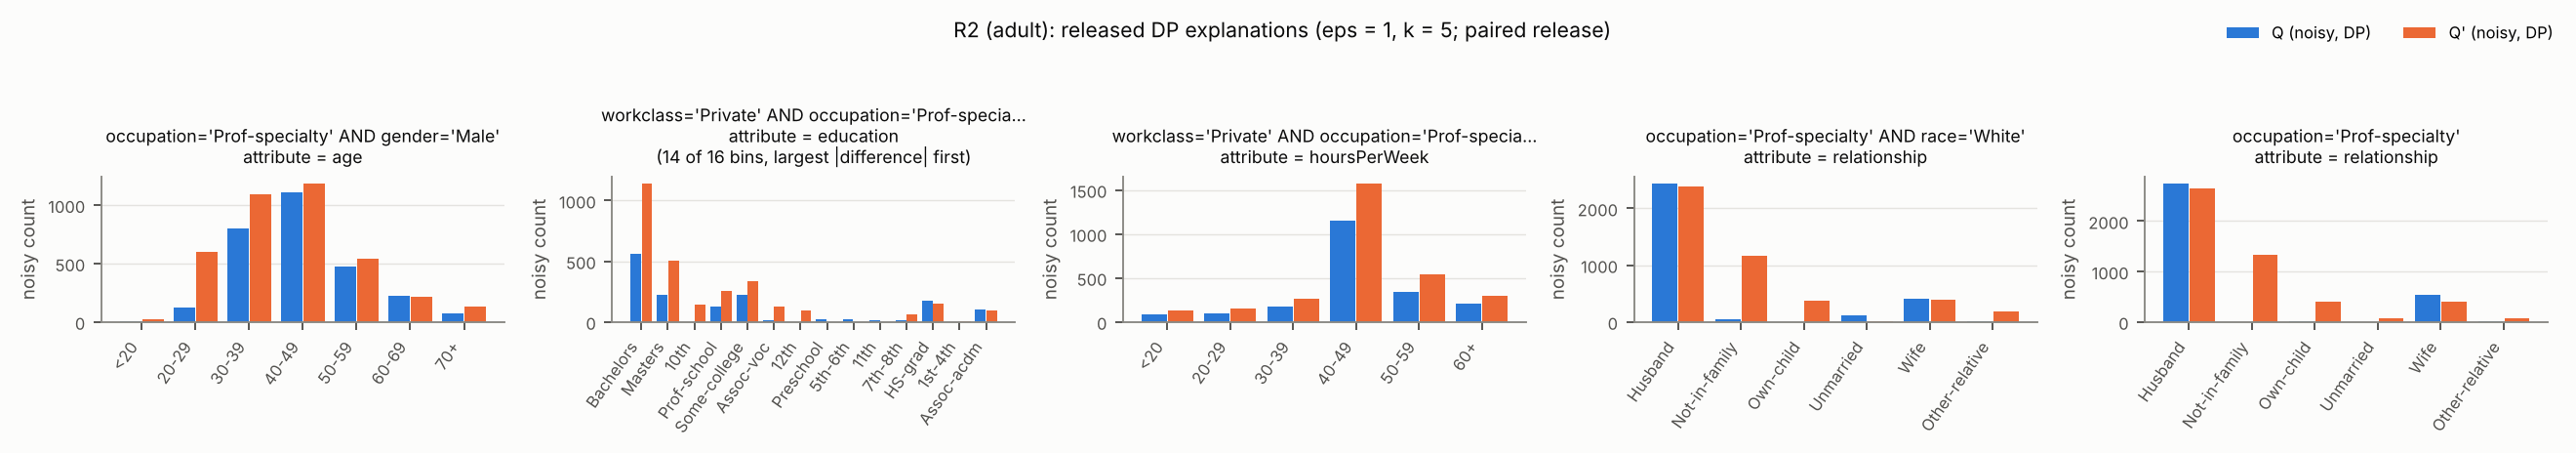 R2 (adult): released DP explanations (eps = 1, k = 5; paired release)
Q (noisy, DP)
Q' (noisy, DP)
occupation='Prof-specialty' AND gender='Male'
attribute = age
noisy count
1000
500
0
<20
20-29
30-39
40-49
50-59
60-69
70+
workclass='Private' AND occupation='Prof-specia...
attribute = education
(14 of 16 bins, largest |difference| first)
noisy count
1000
500
0
Bachelors
Masters
10th
Prof-school
Some-college
Assoc-voc
12th
Preschool
5th-6th
11th
7th-8th
HS-grad
1st-4th
Assoc-acdm
workclass='Private' AND occupation='Prof-specia...
attribute = hoursPerWeek
noisy count
1500
1000
500
0
<20
20-29
30-39
40-49
50-59
60+
occupation='Prof-specialty' AND race='White'
attribute = relationship
noisy count
2000
1000
0
Husband
Not-in-family
Own-child
Unmarried
Wife
Other-relative
occupation='Prof-specialty'
attribute = relationship
noisy count
2000
1000
0
Husband
Not-in-family
Own-child
Unmarried
Wife
Other-relative